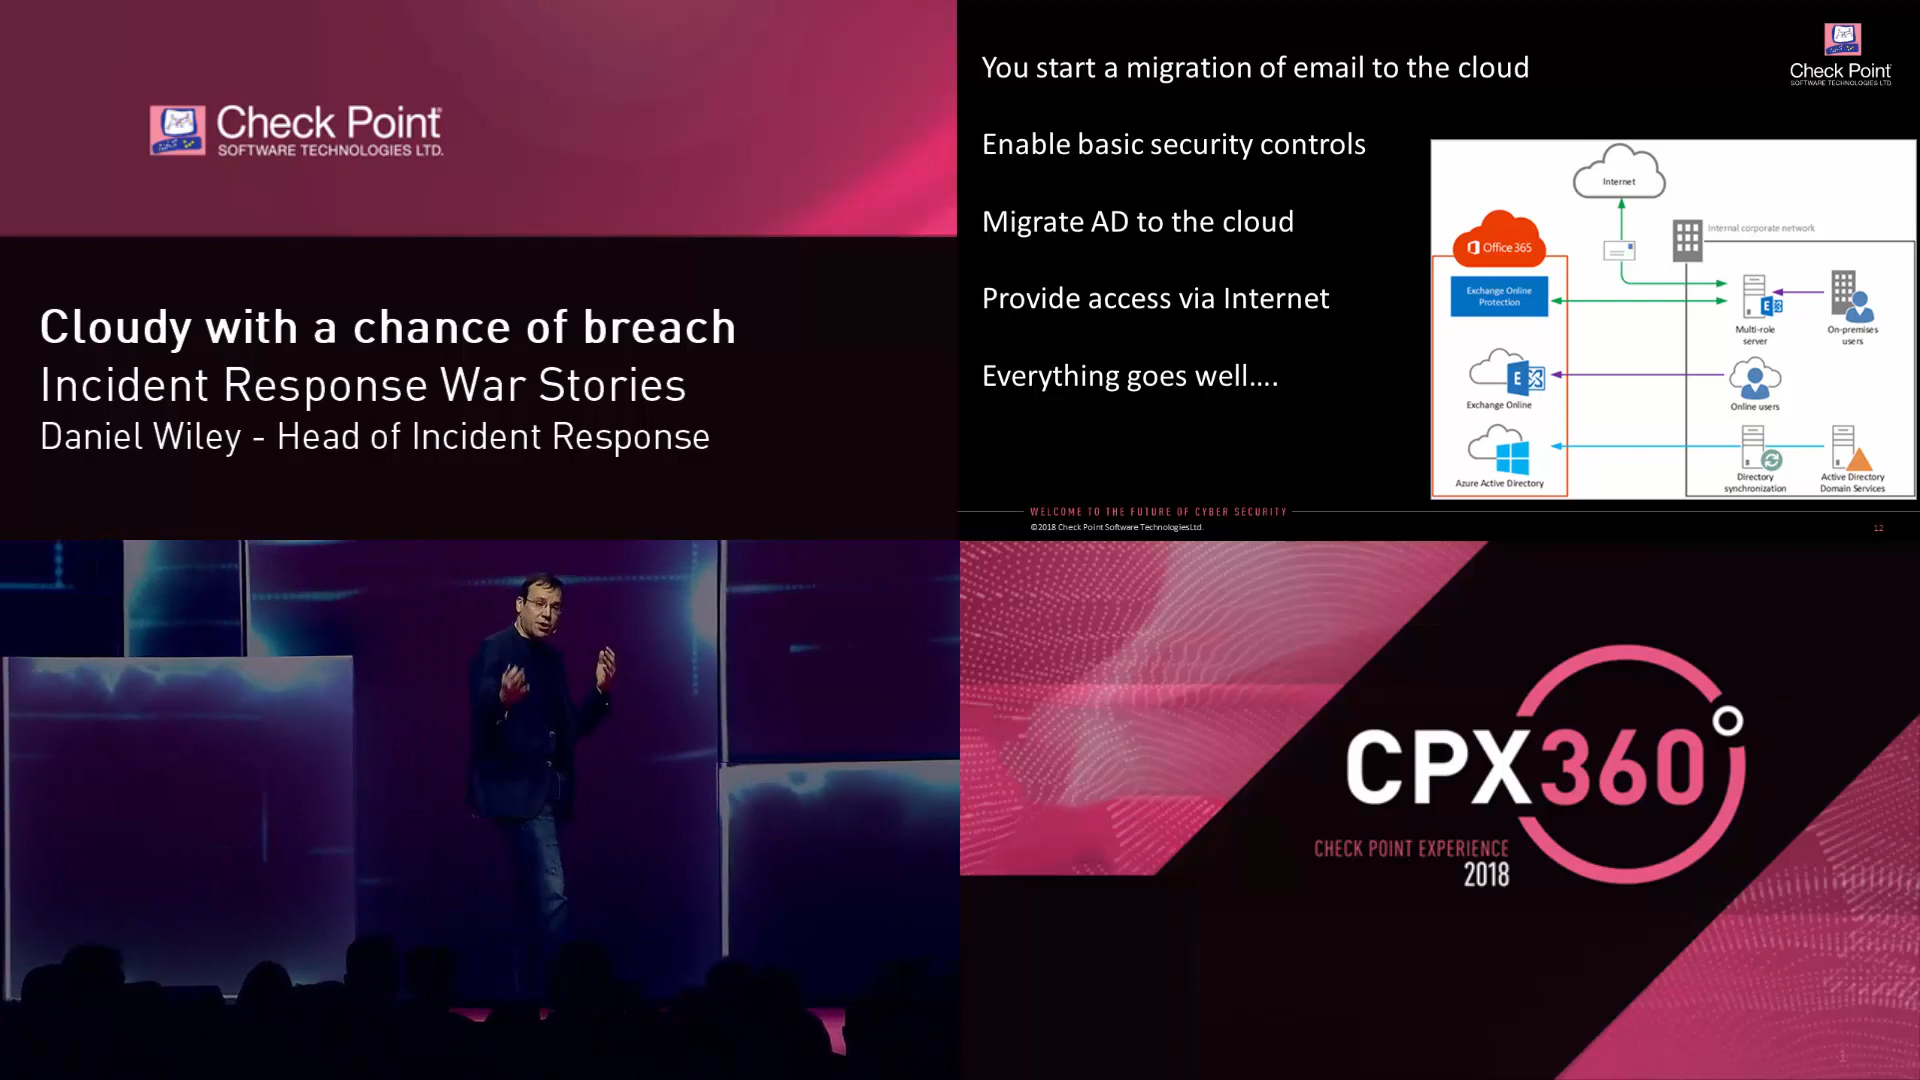 Check Point
SOFTWARE TECHNOLOGIES LTD.
Cloudy with a chance of breach
Incident Response War Stories
Daniel Wiley - Head of Incident Response
You start a migration of email to the cloud
Enable basic security controls
Migrate AD to the cloud
Provide access via Internet
Everything goes well....
Check Point
SOFTWARE TECHNOLOGIES LTD
Internet
Internal corporate network
Office 365
Exchange Online
Protection
Multi-role
server
On-premises
users
Exchange Online
Online users
Azure Active Directory
Directory
synchronization
Active Directory
Domain Services
WELCOME TO THE FUTURE OF CYBER SECURITY
©2018 Check Point Software Technologies Ltd.
12
CPX360°
CHECK POINT EXPERIENCE
2018
1